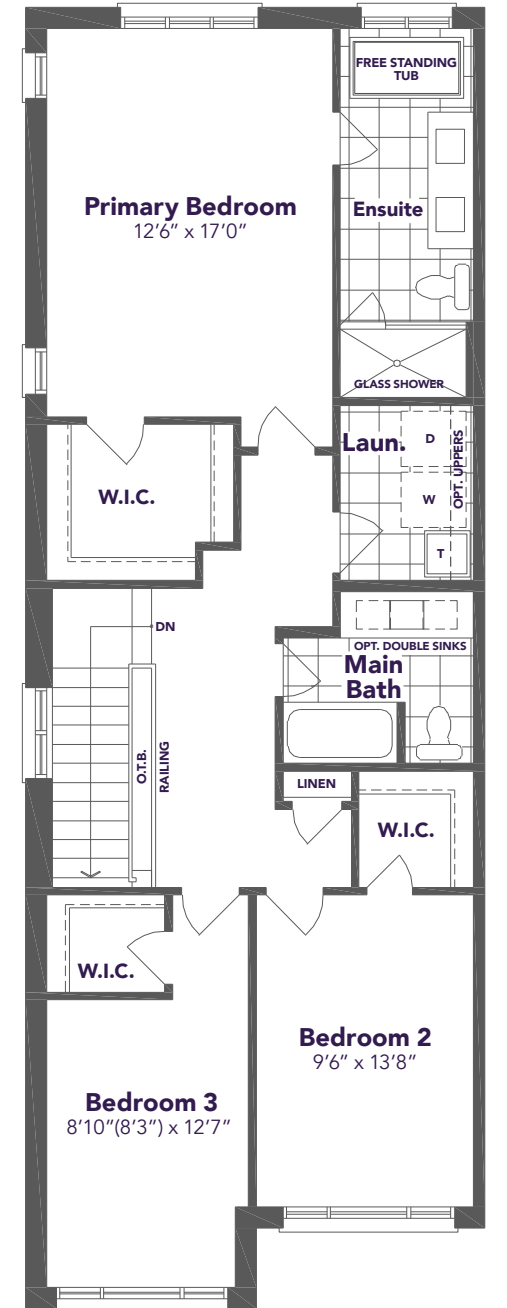 FREE STANDING
TUB
Primary Bedroom
12'6" x 17'0"
Ensuite
GLASS SHOWER
Laun.
D
W
OPT. UPPERS
T
W.I.C.
DN
OPT. DOUBLE SINKS
Main
Bath
O.T.B.
RAILING
LINEN
W.I.C.
W.I.C.
Bedroom 2
9'6" x 13'8"
Bedroom 3
8'10"(8'3") x 12'7"